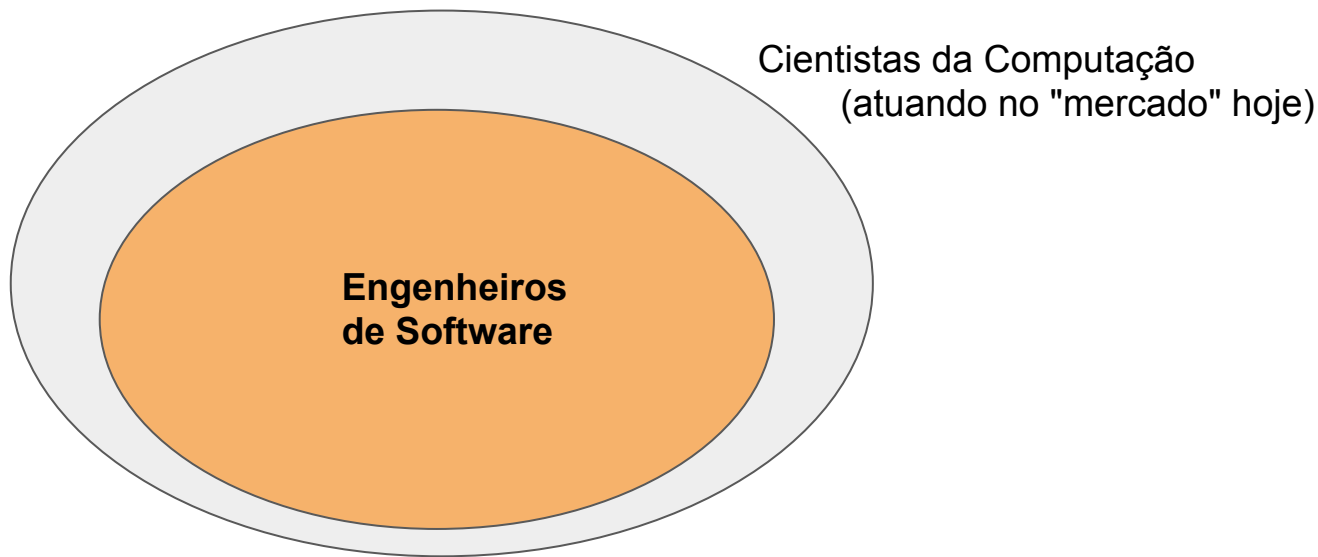 Cientistas da Computação
(atuando no "mercado" hoje)
Engenheiros
de Software